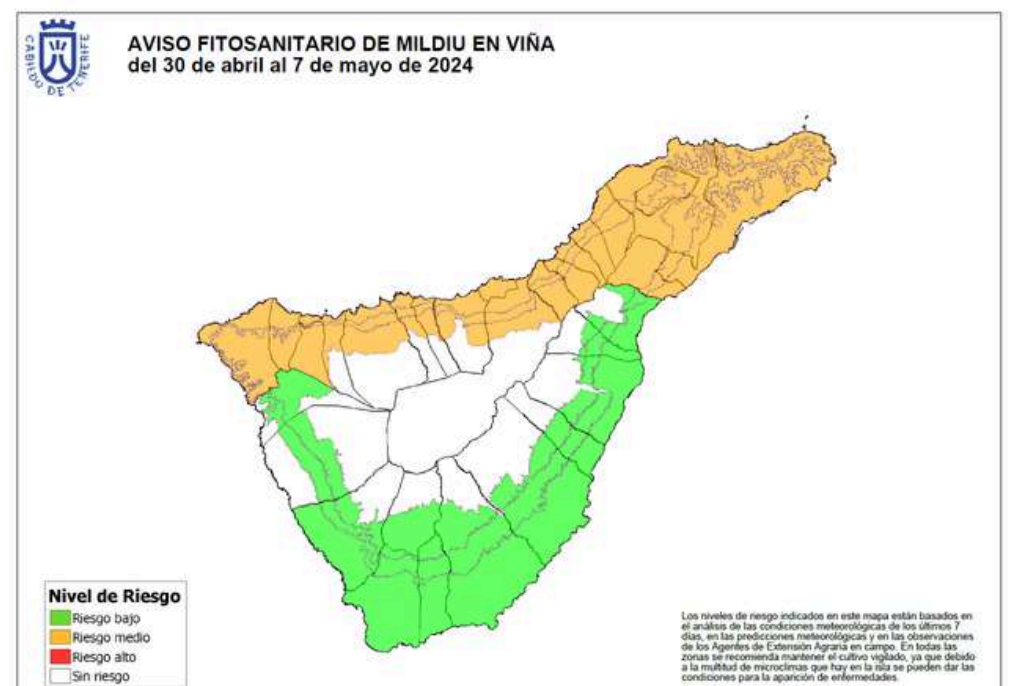 CABILDO DE TENERIFE
AVISO FITOSANITARIO DE MILDIU EN VIÑA
del 30 de abril al 7 de mayo de 2024
Nivel de Riesgo
Riesgo bajo
Riesgo medio
Riesgo alto
Sin riesgo
Los niveles de riesgo indicados en este mapa están basados en
el análisis de las condiciones meteorológicas de los últimos 7
días, en las predicciones meteorológicas y en las observaciones
de los Agentes de Extensión Agraria en campo. En todas las
zonas se recomienda mantener el cultivo vigilado, ya que debido
a la multitud de microclimas que hay en la isla se pueden dar las
condiciones para la aparición de enfermedades.